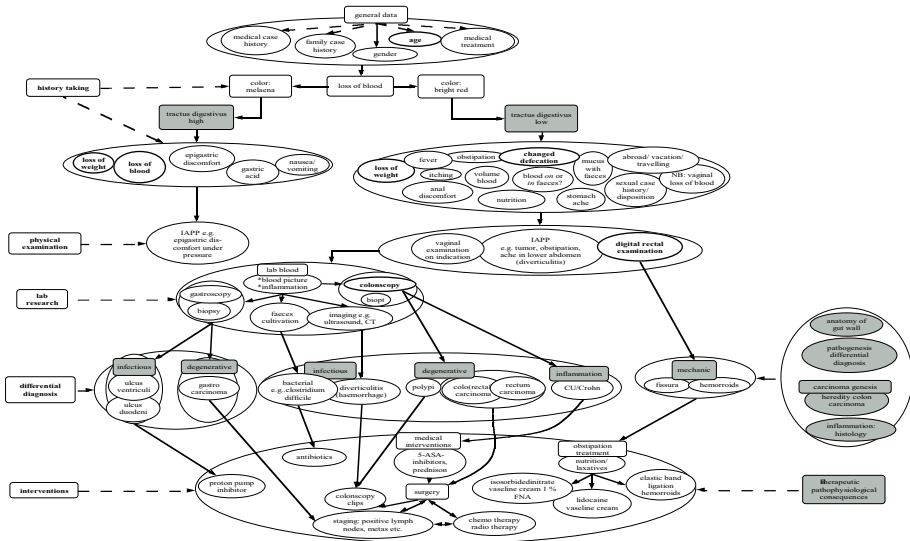 general data
medical case
history
family case
history
age
medical
treatment
gender
history taking
color:
melaena
loss of blood
color:
bright red
tractus digestivus
high
tractus digestivus
low
loss of
weight
loss of
blood
epigastric
discomfort
gastric
acid
nausea/
vomiting
loss of
weight
fever
itching
anal
discomfort
obstipation
volume
blood
nutrition
changed
defecation
blood on or
in faeces?
stomach
ache
mucus
with
faeces
abroad/ vacation/
travelling
sexual case
history/
disposition
NB: vaginal
loss of blood
physical
examination
IAPP e.g.
epigastric dis-
comfort under
pressure
vaginal
examination
on indication
IAPP
e.g. tumor, obstipation,
ache in lower abdomen
(diverticulitis)
digital rectal
examination
lab
research
lab blood
*blood picture
*inflammation
gastroscopy
biopsy
colonscopy
biopt
faeces
cultivation
imaging e.g.
ultrasound, CT
differential
diagnosis
infectious
ulcus
ventriculi
ulcus
duodeni
degenerative
gastro
carcinoma
infectious
bacterial
e.g..clostridium
difficile
diverticulitis
(haemorrhage)
degenerative
polypi
colo(rectal)
carcinoma
rectum
carcinoma
inflammation
CU/Crohn
mechanic
fissura
hemorroids
anatomy of
gut wall
pathogenesis
differential
diagnosis
carcinoma genesis
heredity colon
carcinoma
inflammation:
histology
interventions
proton pump
inhibitor
antibiotics
medical
interventions
5-ASA-
inhibitors,
prednison
surgery
colonscopy
clips
staging: positive lymph
nodes, metas etc.
chemo therapy
radio therapy
obstipation
treatment
nutrition/
laxatives
isosorbidedinitrate
vaseline cream 1 %
FNA
lidocaine
vaseline cream
elastic band
ligation
hemorroids
therapeutic
pathophysiological
consequences